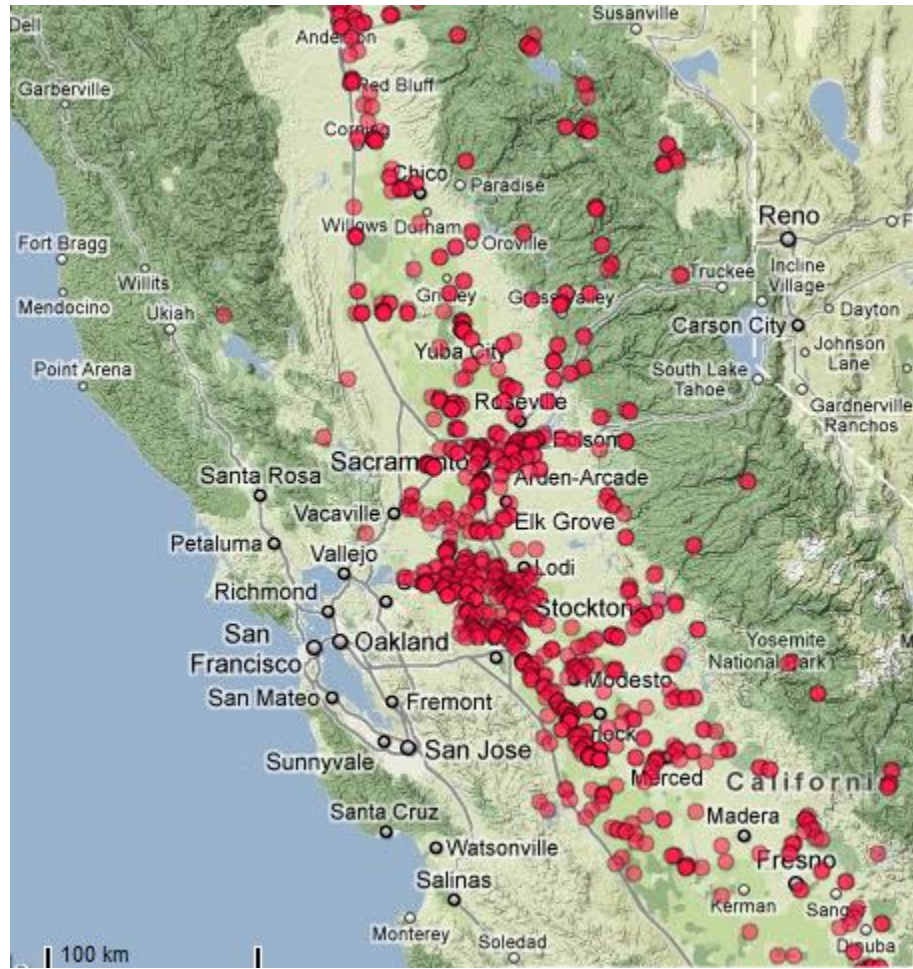 Susanville
Dell
Anderson
Garberville
Red Bluff
Corning
Chico
Paradise
Willows
Durham
Oroville
Reno
Fort Bragg
Willits
Truckee
Incline
Village
Mendocino
Ukiah
Gridley
Grass Valley
Dayton
Carson City
Yuba City
Johnson
Lane
Point Arena
South Lake
Tahoe
Roseville
Gardnerville
Ranchos
Folsom
Sacramento
Santa Rosa
Arden-Arcade
Vacaville
Elk Grove
Petaluma
Vallejo
Lodi
Richmond
Stockton
San
Francisco
Oakland
Yosemite
National Park
San Mateo
Fremont
Modesto
Sunnyvale
San Jose
Merced
California
Santa Cruz
Madera
Watsonville
Fresno
Salinas
Kerman
Monterey
Soledad
Dinuba
100 km